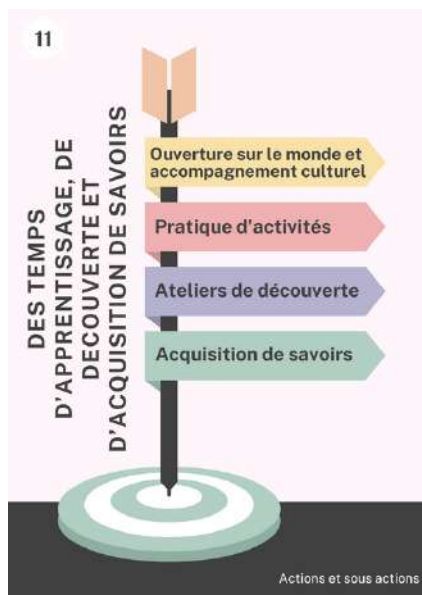 11
DES TEMPS
D'APPRENTISSAGE, DE
DECOUVERTE ET
D'ACQUISITION DE SAVOIRS
Ouverture sur le monde et
accompagnement culturel
Pratique d'activités
Ateliers de découverte
Acquisition de savoirs
Actions et sous actions